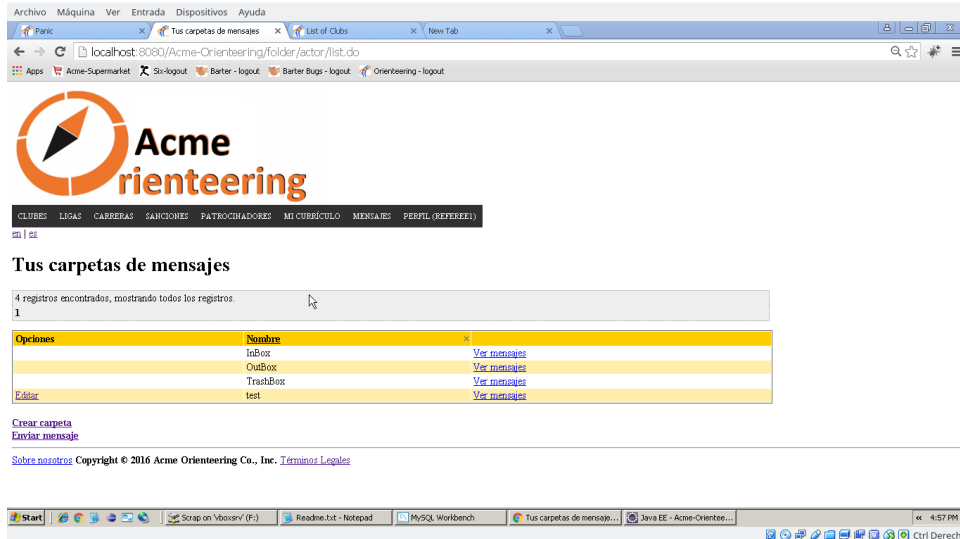 Archivo Máquina Ver Entrada Dispositivos Ayuda
Panic × Tus carpetas de mensajes × List of Clubs × New Tab ×
localhost:8080/Acme-Orienteering/folder/actor/list.do
Apps Acme-Supermarket Six-logout Barter - logout Barter Bugs - logout Orienteering - logout
Acme
rienteering
CLUBES LIGAS CARRERAS SANCIONES PATROCINADORES MI CURRÍCULO MENSAJES PERFIL (REFEREE1)
en | es
Tus carpetas de mensajes
4 registros encontrados, mostrando todos los registros.
1
Opciones Nombre ×
InBox Ver mensajes
OutBox Ver mensajes
TrashBox Ver mensajes
Editar test Ver mensajes
Crear carpeta
Enviar mensaje
Sobre nosotros Copyright © 2016 Acme Orienteering Co., Inc. Términos Legales
Start Scrap on 'vboxsrv' (F:) Readme.txt - Notepad MySQL Workbench Tus carpetas de mensaje... Java EE - Acme-Orientee... « 4:57 PM
Ctrl Derech